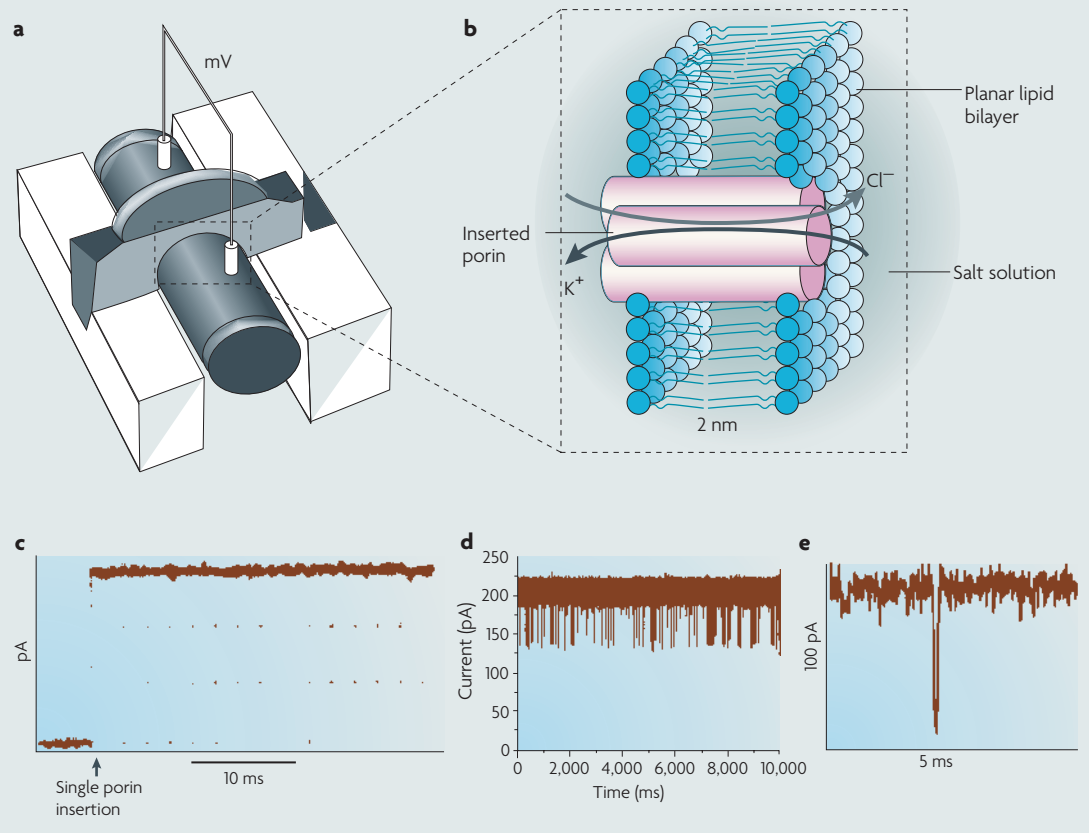 a
mV
b
Planar lipid
bilayer
Cl⁻
Inserted
porin
K⁺
Salt solution
2 nm
c
pA
Single porin
insertion
10 ms
d
Current (pA)
250
200
150
100
50
0
0 2,000 4,000 6,000 8,000 10,000
Time (ms)
e
100 pA
5 ms